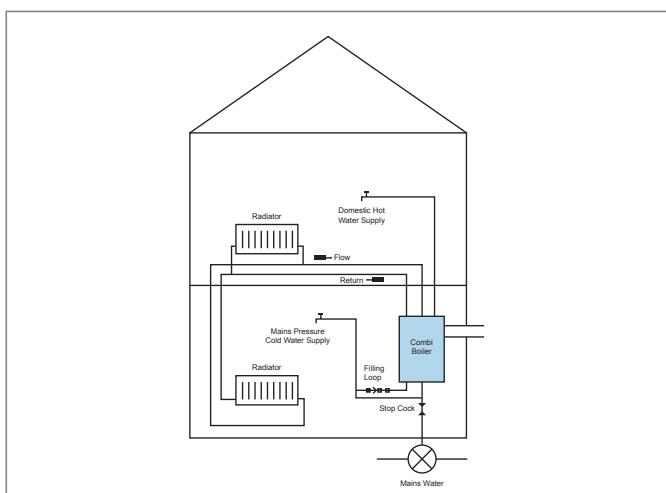 Domestic Hot
Water Supply
Radiator
Flow
Return
Mains Pressure
Cold Water Supply
Combi
Boiler
Radiator
Filling
Loop
Stop Cock
Mains Water